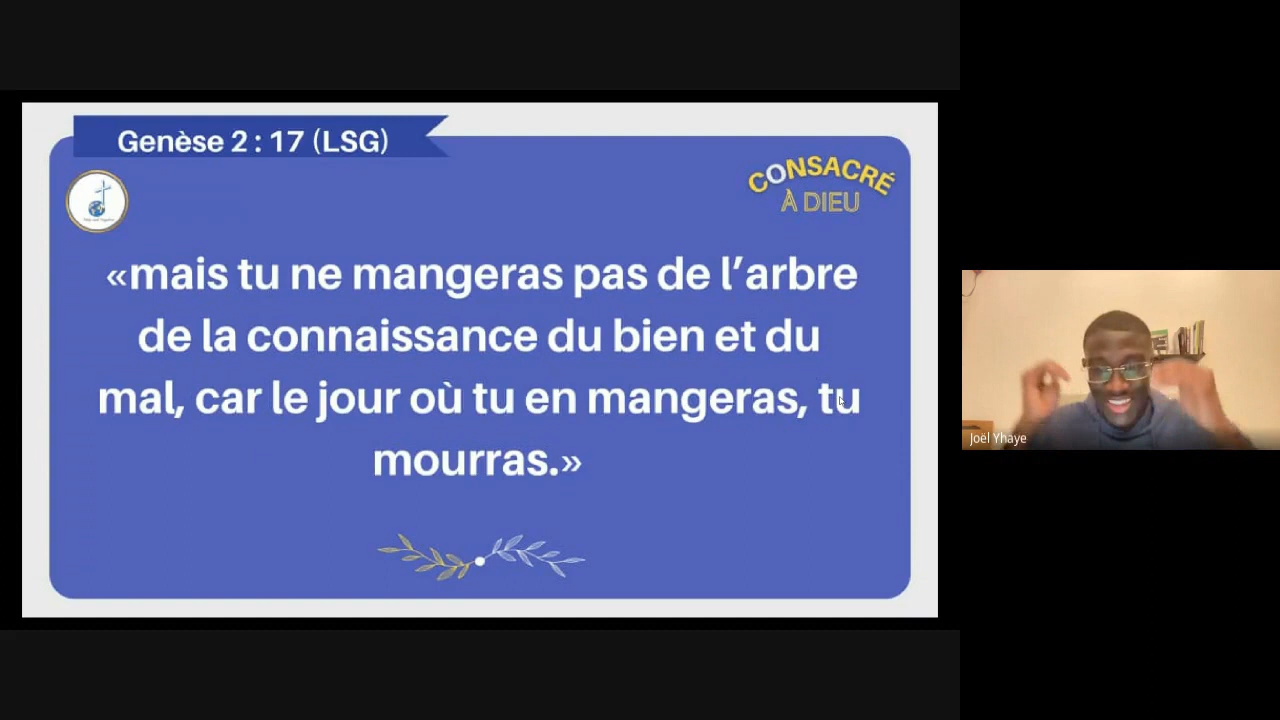 Genèse 2 : 17 (LSG)
CONSACRÉ
À DIEU
«mais tu ne mangeras pas de l’arbre
de la connaissance du bien et du
mal, car le jour où tu en mangeras, tu
mourras.»
Joël Yhaye